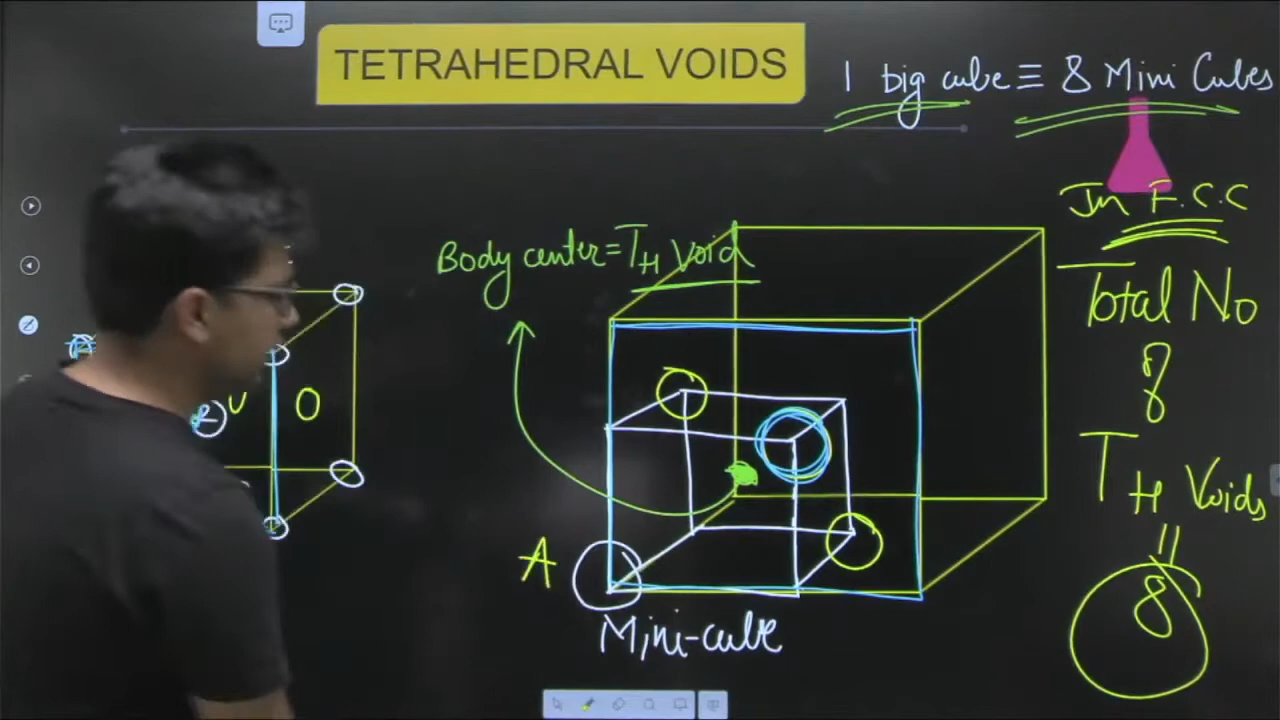 TETRAHEDRAL VOIDS
1 big cube ≡ 8 Mini Cubes
In F.C.C
Total No
8
TH Voids
=
8
Body center = TH Void
A
Mini-cube